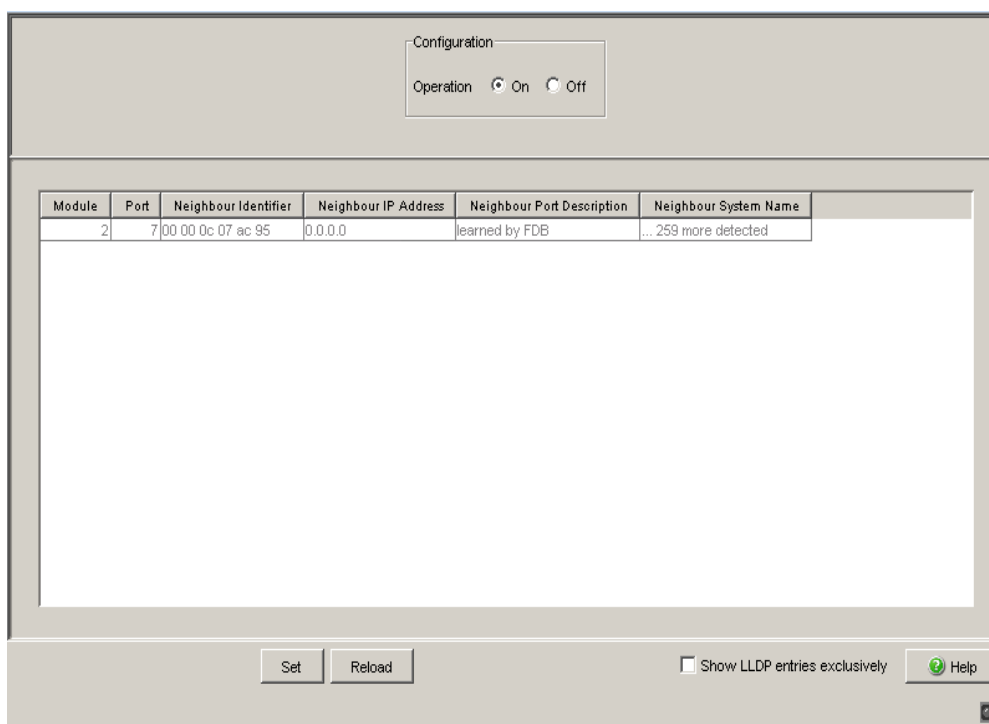 Configuration
Operation On Off
Module Port Neighbour Identifier Neighbour IP Address Neighbour Port Description Neighbour System Name
2 7 00 00 0c 07 ac 95 0.0.0.0 learned by FDB ... 259 more detected
Set Reload Show LLDP entries exclusively Help